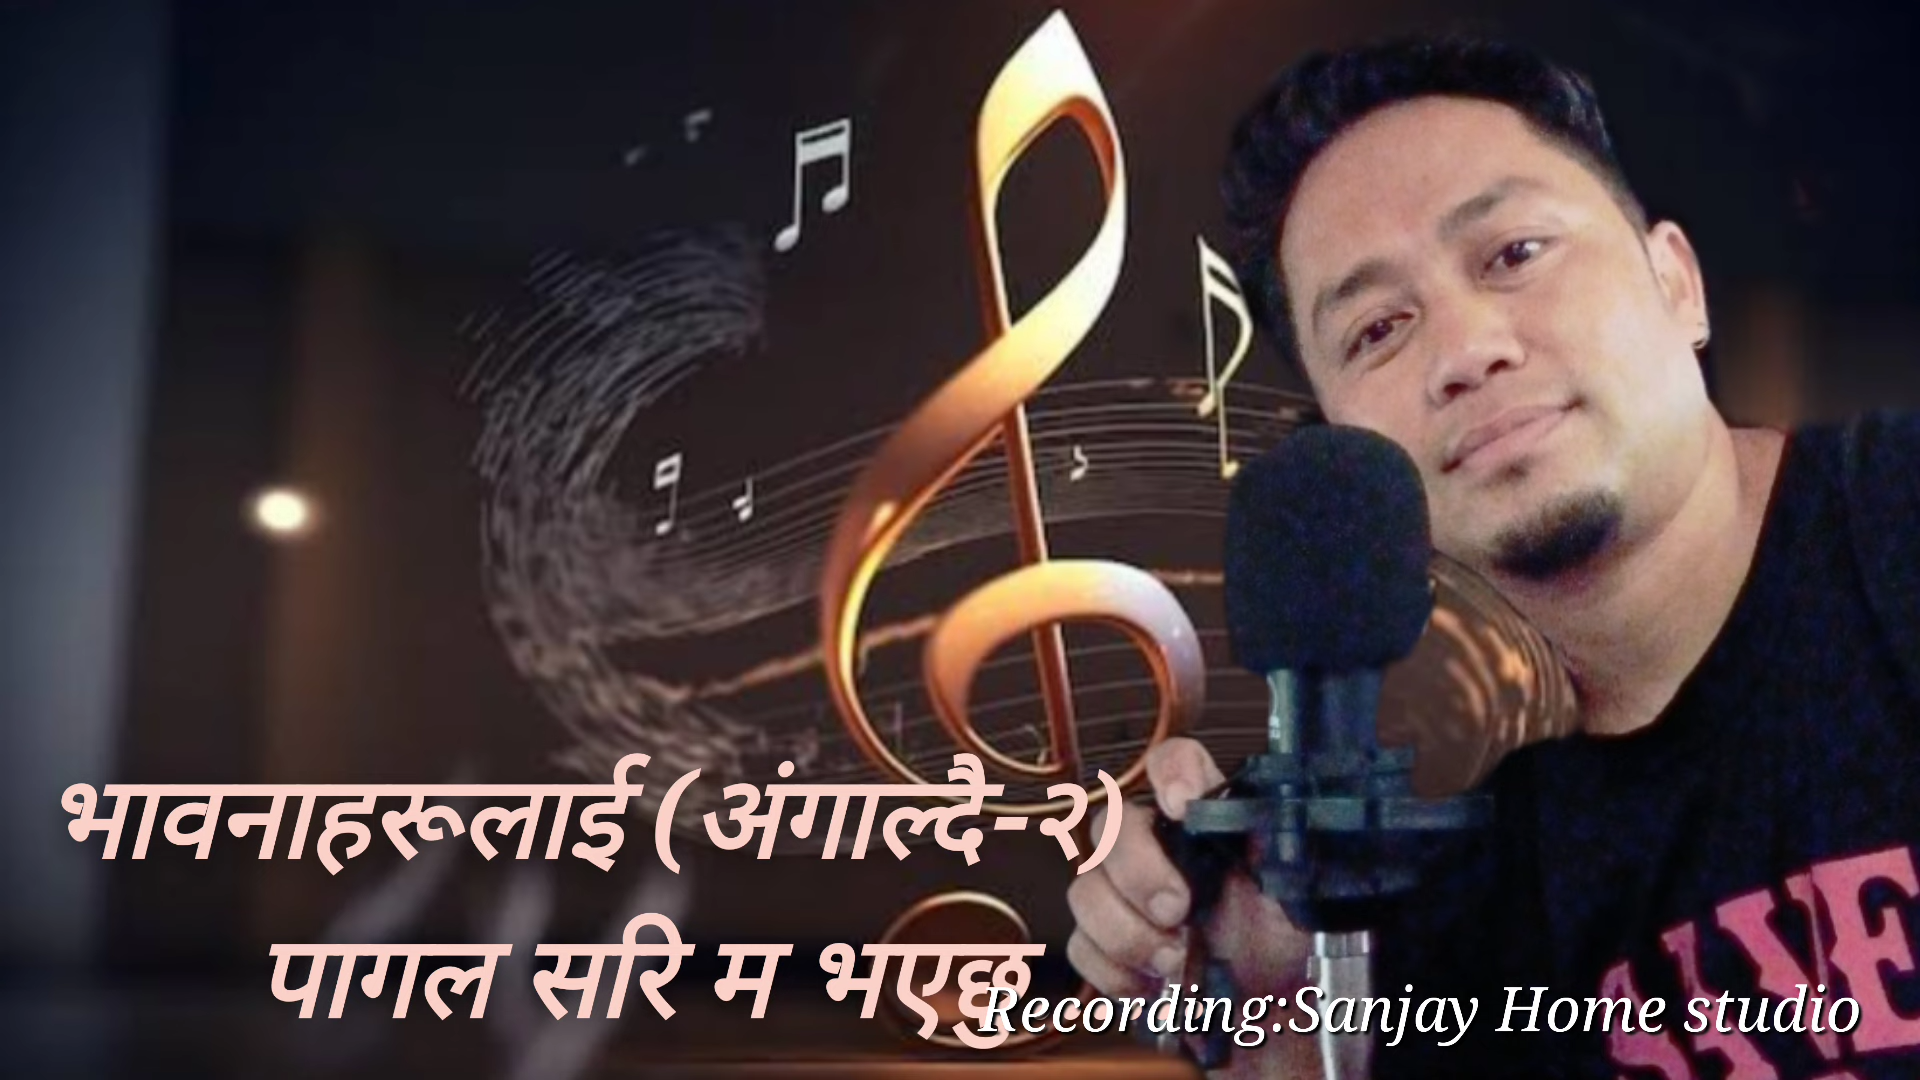 भावनाहरूलाई (अंगाल्दै-२)
पागल सरि म भएछु
Recording:Sanjay Home studio